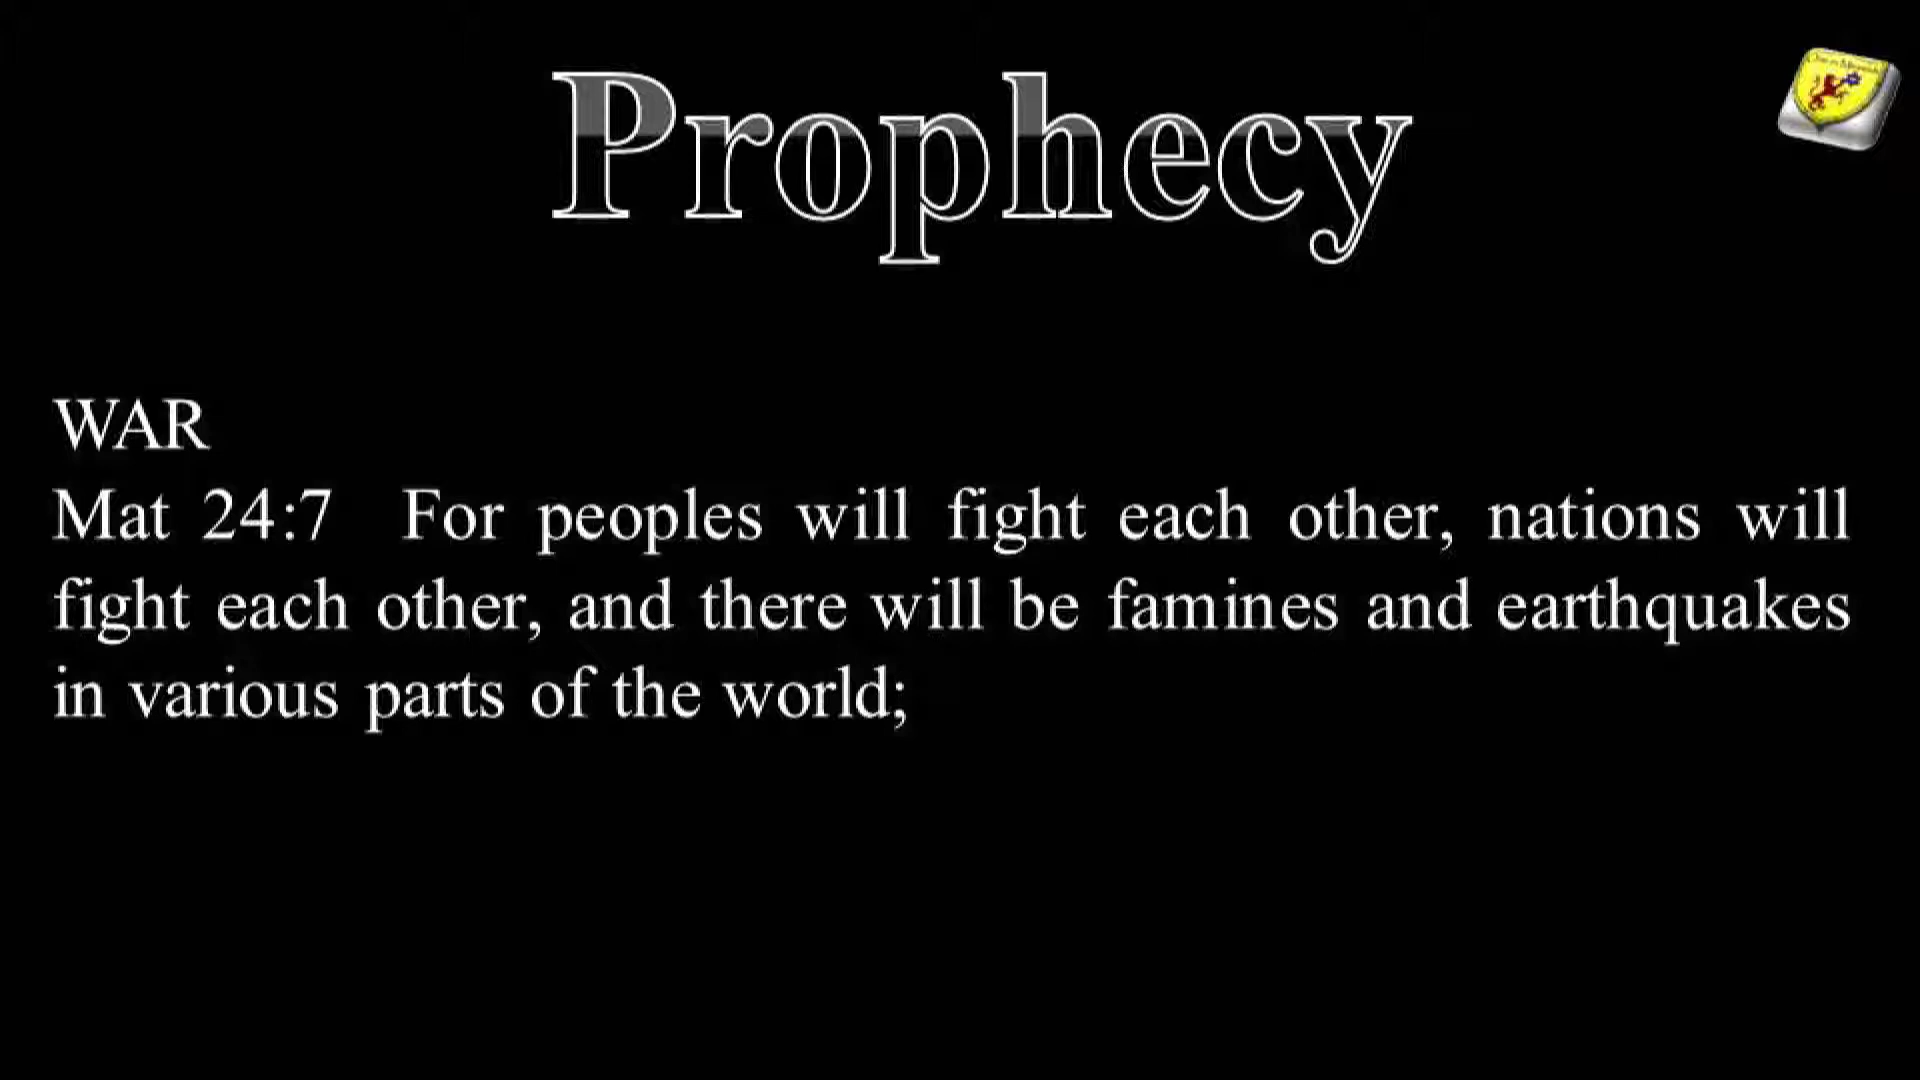 Prophecy
WAR
Mat 24:7 For peoples will fight each other, nations will
fight each other, and there will be famines and earthquakes
in various parts of the world;